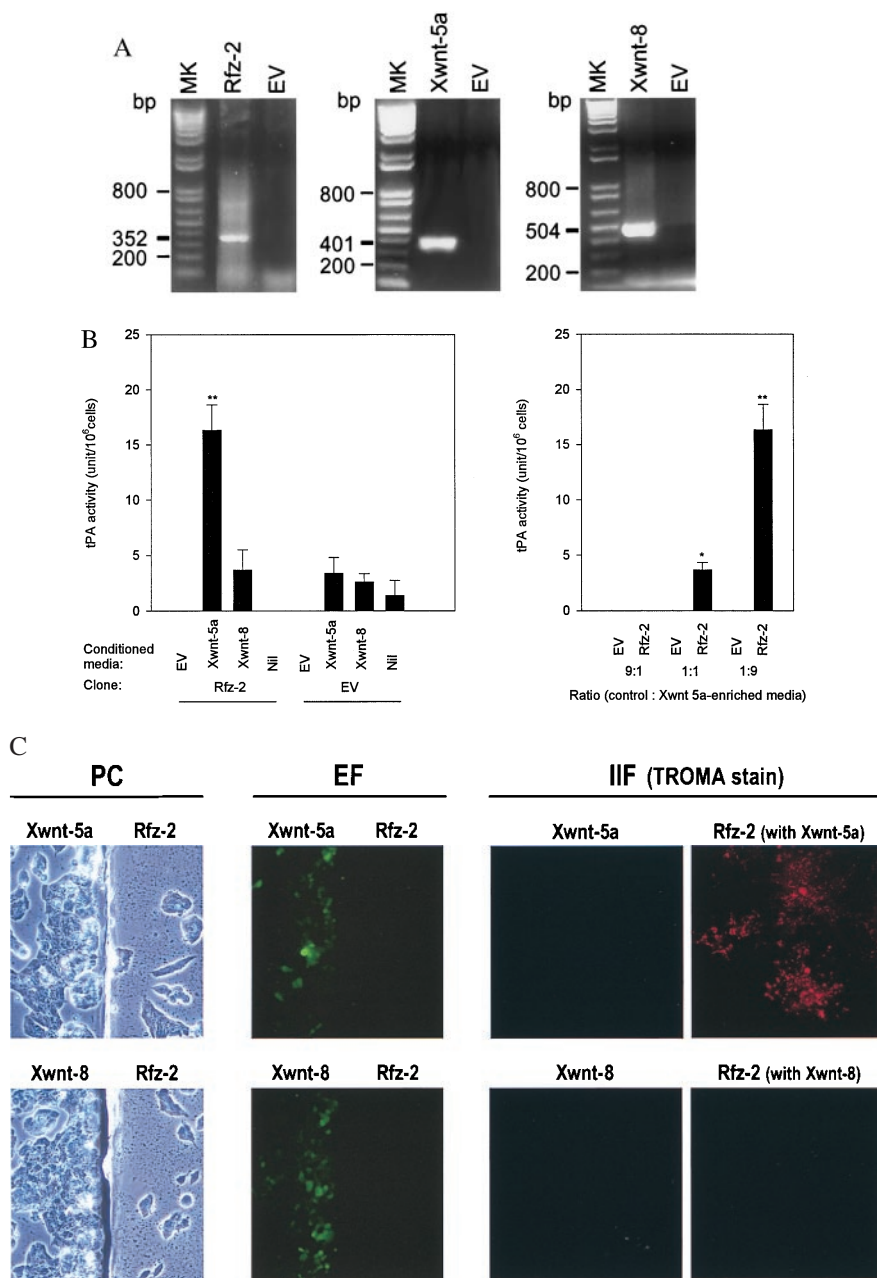 A
MK Rfz-2 EV
bp
800
352
200
MK Xwnt-5a EV
800
401
200
MK Xwnt-8 EV
bp
800
504
200
B
25
20
15
10
5
0
tPA activity (unit/10⁶cells)
**
Conditioned media: EV Xwnt-5a Xwnt-8 Nil EV Xwnt-5a Xwnt-8 Nil
Clone: Rfz-2 EV
25
20
15
10
5
0
tPA activity (unit/10⁶ cells)
*
**
EV Rfz-2 EV Rfz-2 EV Rfz-2
9:1 1:1 1:9
Ratio (control : Xwnt 5a-enriched media)
C
PC EF IIF (TROMA stain)
Xwnt-5a Rfz-2 Xwnt-5a Rfz-2 Xwnt-5a Rfz-2 (with Xwnt-5a)
Xwnt-8 Rfz-2 Xwnt-8 Rfz-2 Xwnt-8 Rfz-2 (with Xwnt-8)